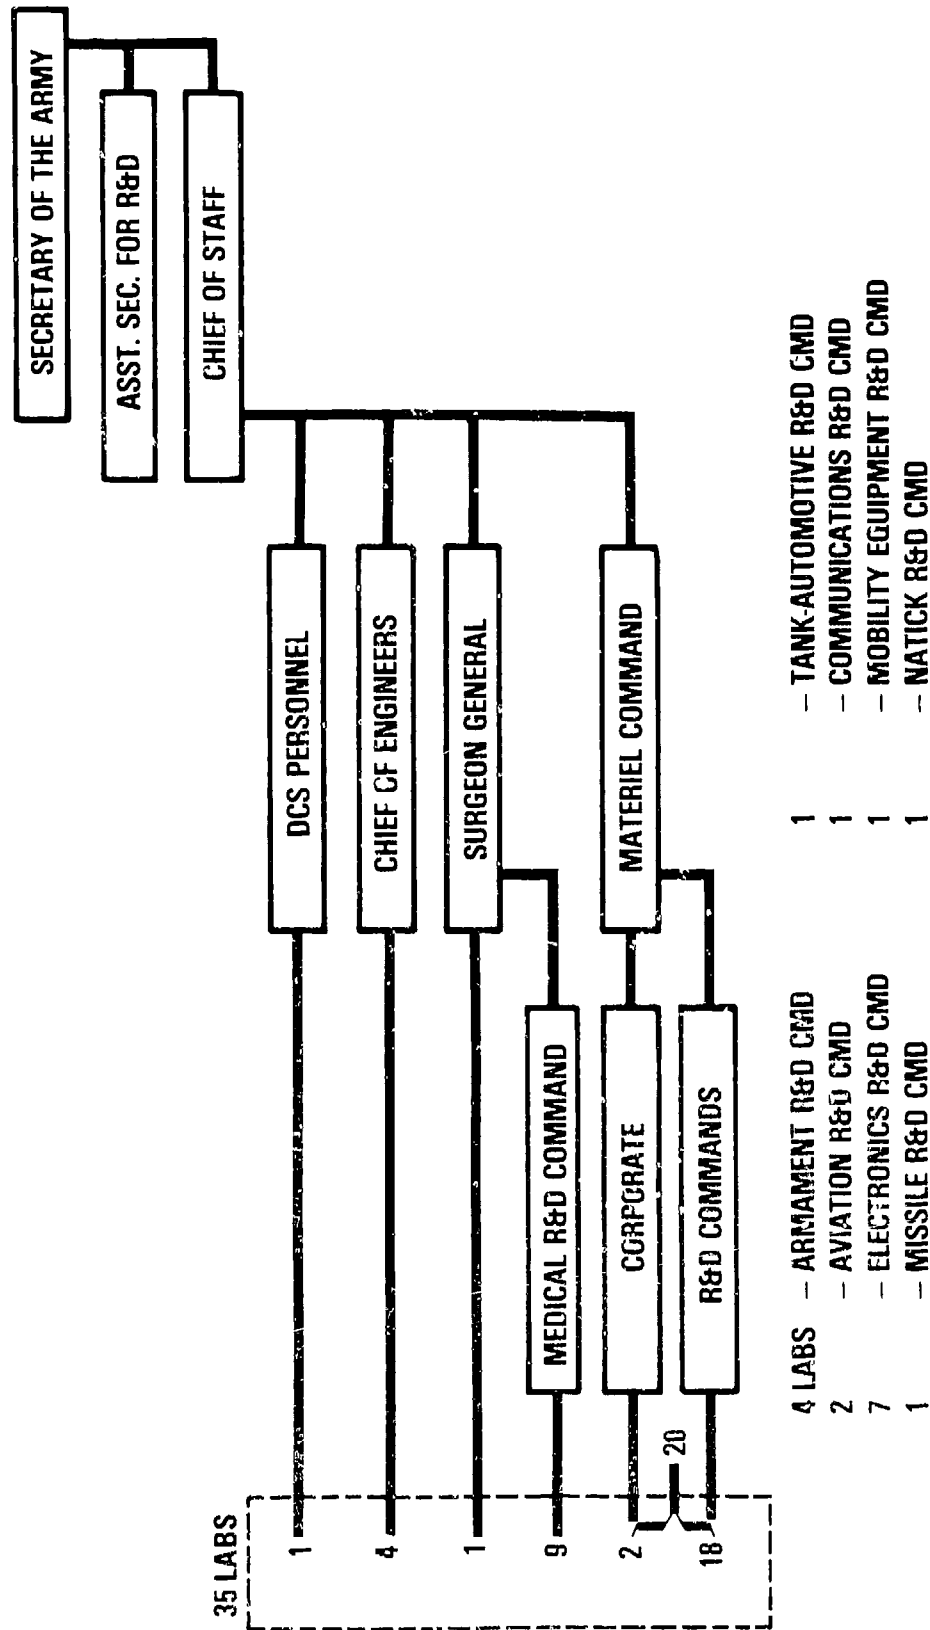 SECRETARY OF THE ARMY
ASST. SEC. FOR R&D
CHIEF OF STAFF
DCS PERSONNEL
CHIEF CF ENGINEERS
SURGEON GENERAL
MATERIEL COMMAND
MEDICAL R&D COMMAND
CORPORATE
R&D COMMANDS
35 LABS
1
4
1
9
2
18
20
4 LABS – ARMAMENT R&D CMD
2 – AVIATION R&D CMD
7 – ELECTRONICS R&D CMD
1 – MISSILE R&D CMD
1 – TANK-AUTOMOTIVE R&D CMD
1 – COMMUNICATIONS R&D CMD
1 – MOBILITY EQUIPMENT R&D CMD
1 – NATICK R&D CMD